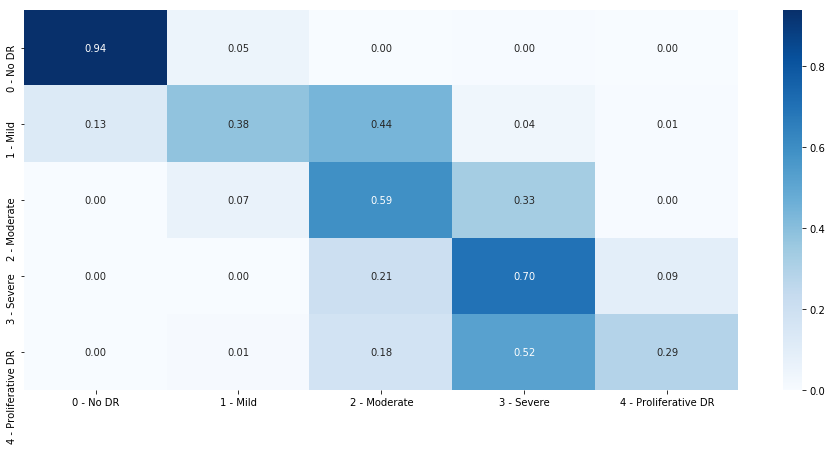 0 - No DR 0.94 0.05 0.00 0.00 0.00
1 - Mild 0.13 0.38 0.44 0.04 0.01
2 - Moderate 0.00 0.07 0.59 0.33 0.00
3 - Severe 0.00 0.00 0.21 0.70 0.09
4 - Proliferative DR 0.00 0.01 0.18 0.52 0.29
0 - No DR 1 - Mild 2 - Moderate 3 - Severe 4 - Proliferative DR
0.8
0.6
0.4
0.2
0.0